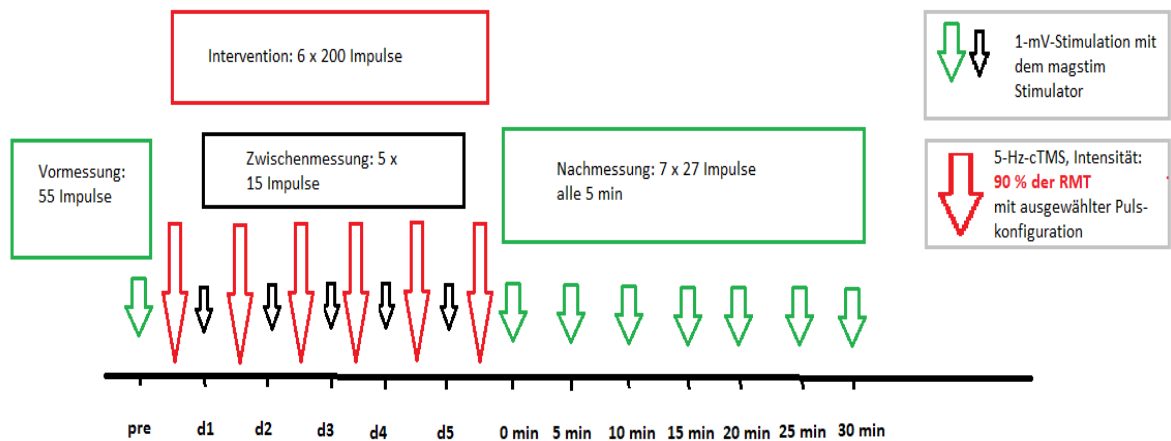 Intervention: 6 x 200 Impulse
1-mV-Stimulation mit
dem magstim
Stimulator
Vormessung:
55 Impulse
Zwischenmessung: 5 x
15 Impulse
Nachmessung: 7 x 27 Impulse
alle 5 min
5-Hz-cTMS, Intensität:
90 % der RMT
mit ausgewählter Puls-
konfiguration
pre d1 d2 d3 d4 d5 0 min 5 min 10 min 15 min 20 min 25 min 30 min